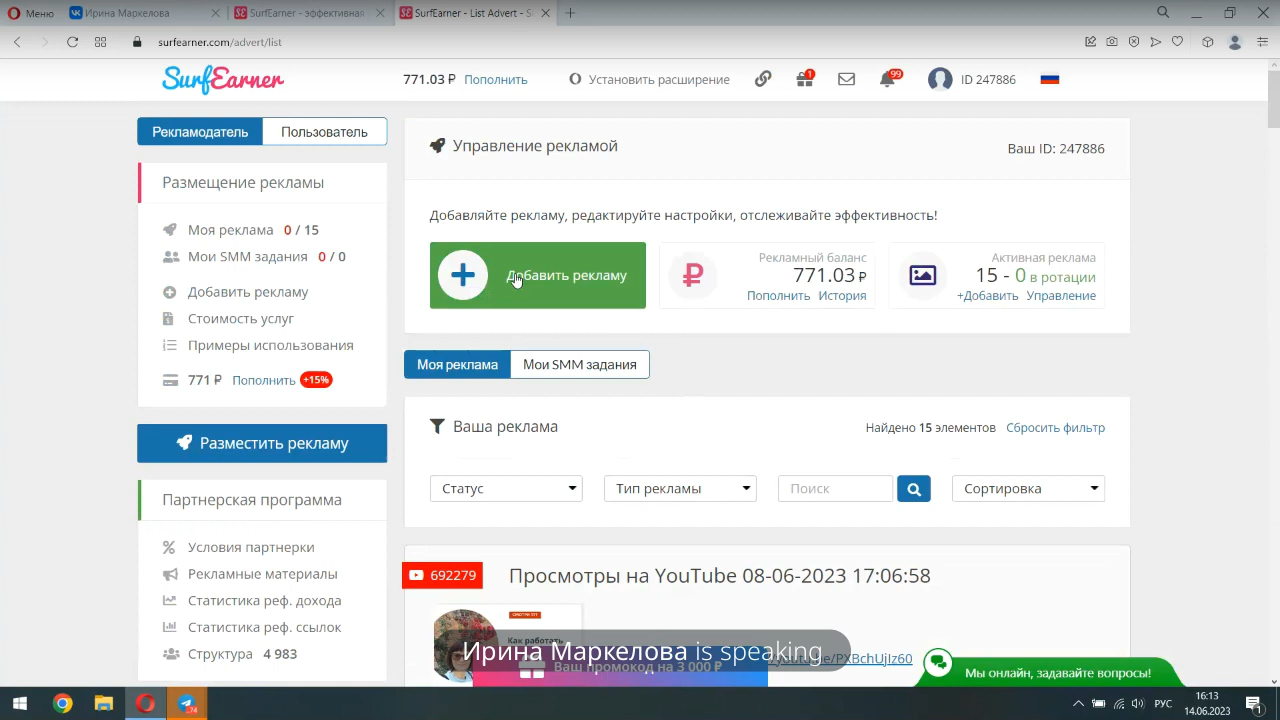 Меню
Ирина Маркелова
SurfEarner - эффективная
SurfEarner - List Advert - S
surfearner.com/advert/list
SurfEarner
771.03 ₽ Пополнить
Установить расширение
1
99
ID 247886
Рекламодатель
Пользователь
Размещение рекламы
Моя реклама 0 / 15
Мои SMM задания 0 / 0
Добавить рекламу
Стоимость услуг
Примеры использования
771 ₽ Пополнить +15%
Разместить рекламу
Партнерская программа
Условия партнерки
Рекламные материалы
Статистика реф. дохода
Статистика реф. ссылок
Структура 4 983
Управление рекламой
Ваш ID: 247886
Добавляйте рекламу, редактируйте настройки, отслеживайте эффективность!
Добавить рекламу
Рекламный баланс
771.03 ₽
Пополнить История
Активная реклама
15 - 0 в ротации
+Добавить Управление
Моя реклама
Мои SMM задания
Ваша реклама
Найдено 15 элементов Сбросить фильтр
Статус
Тип рекламы
Поиск
Сортировка
692279
Просмотры на YouTube 08-06-2023 17:06:58
Как работать
Ирина Маркелова is speaking
Ваш промокод на 3 000 ₽
youtu.be/PXBchUjIz60
Мы онлайн, задавайте вопросы!
74
РУС
16:13
14.06.2023
1